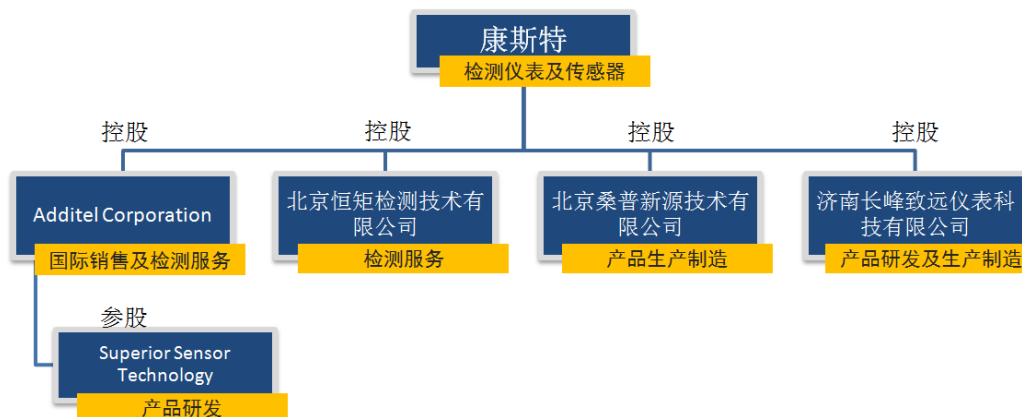 康斯特
检测仪表及传感器
控股
控股
控股
控股
Additel Corporation
国际销售及检测服务
北京恒矩检测技术有
限公司
检测服务
北京桑普新源技术有
限公司
产品生产制造
济南长峰致远仪表科
技有限公司
产品研发及生产制造
参股
Superior Sensor
Technology
产品研发